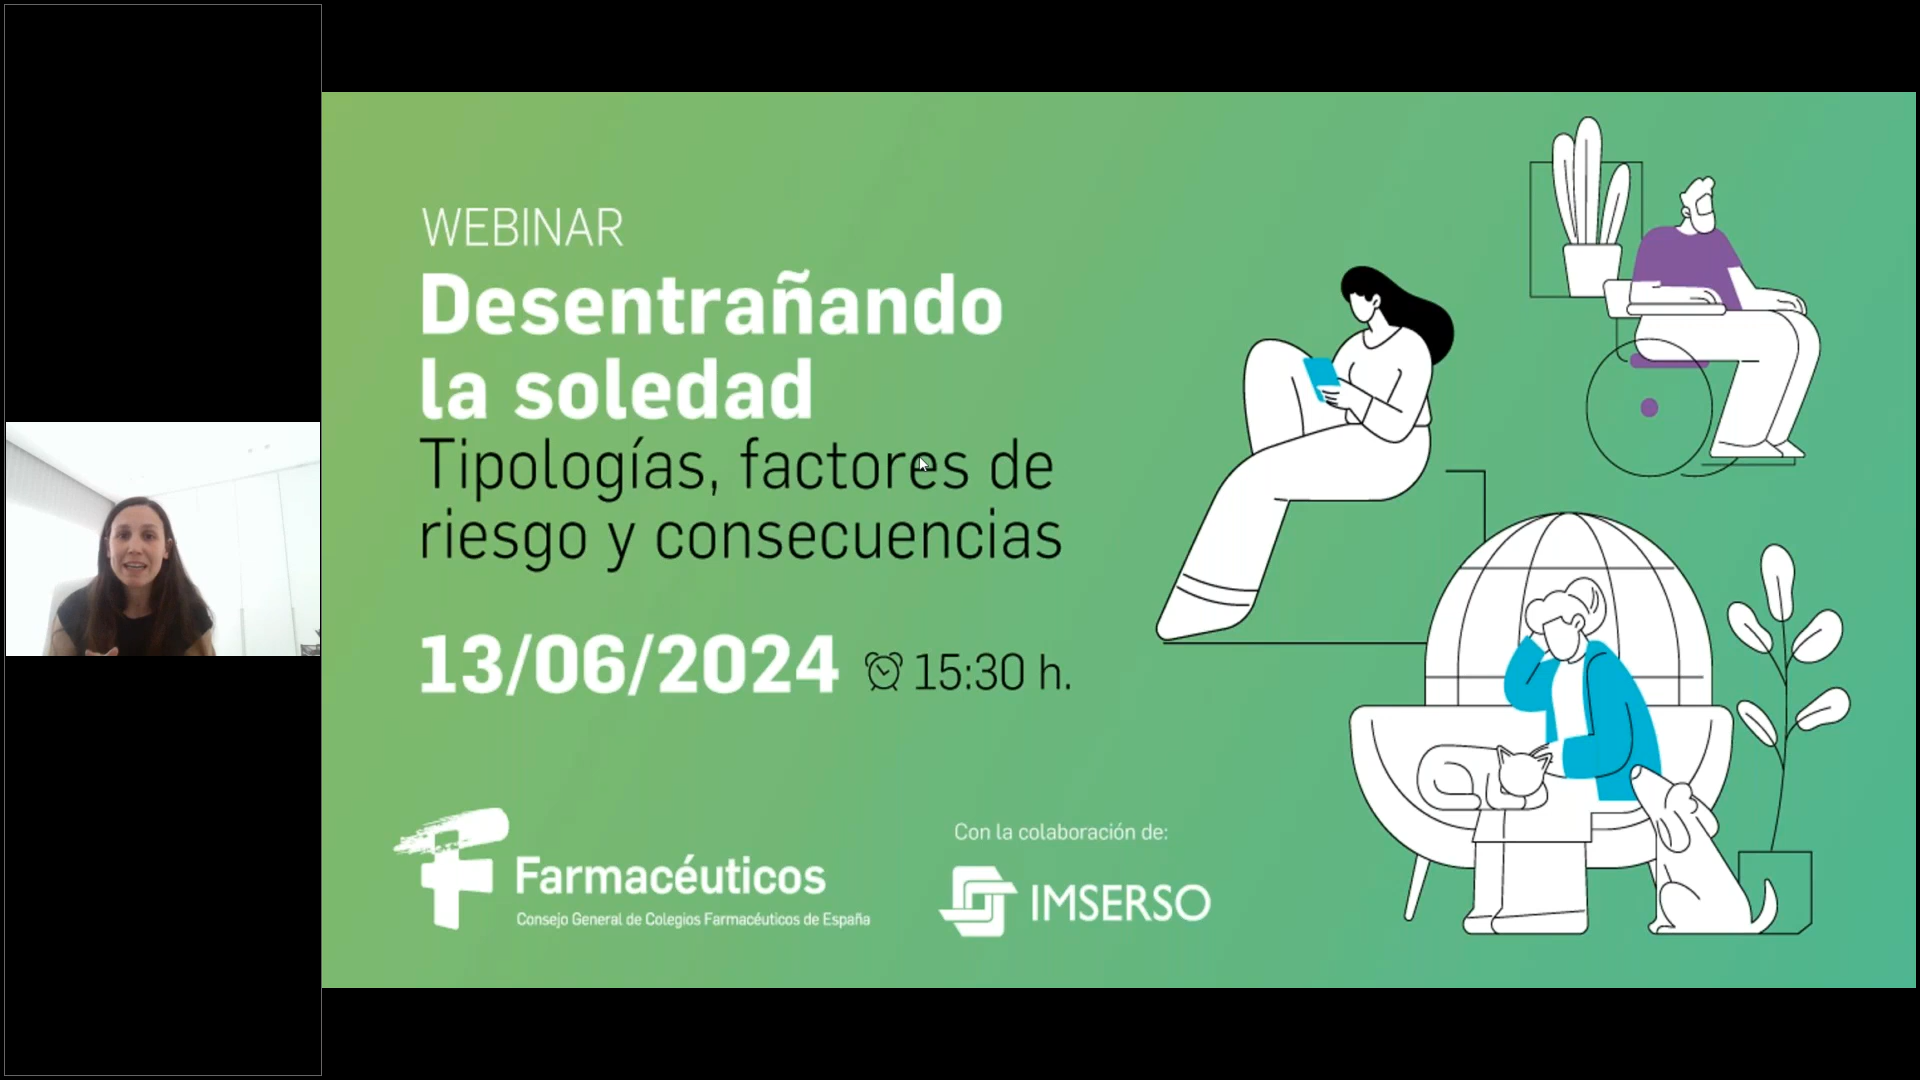 WEBINAR
Desentrañando
la soledad
Tipologías, factores de
riesgo y consecuencias
13/06/2024 15:30 h.
Farmacéuticos
Consejo General de Colegios Farmacéuticos de España
Con la colaboración de:
IMSERSO